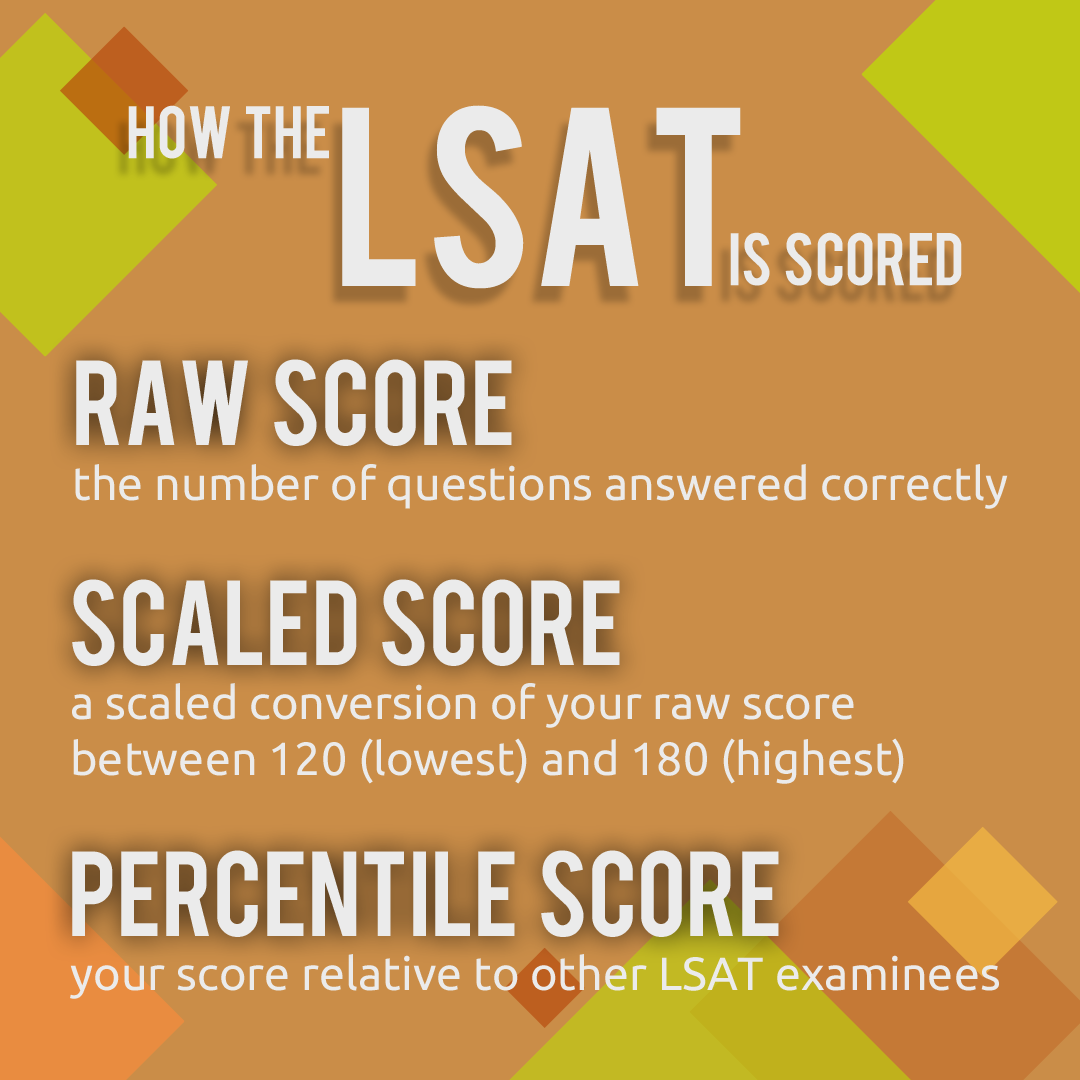 HOW THE LSAT IS SCORED
RAW SCORE
the number of questions answered correctly
SCALED SCORE
a scaled conversion of your raw score
between 120 (lowest) and 180 (highest)
PERCENTILE SCORE
your score relative to other LSAT examinees